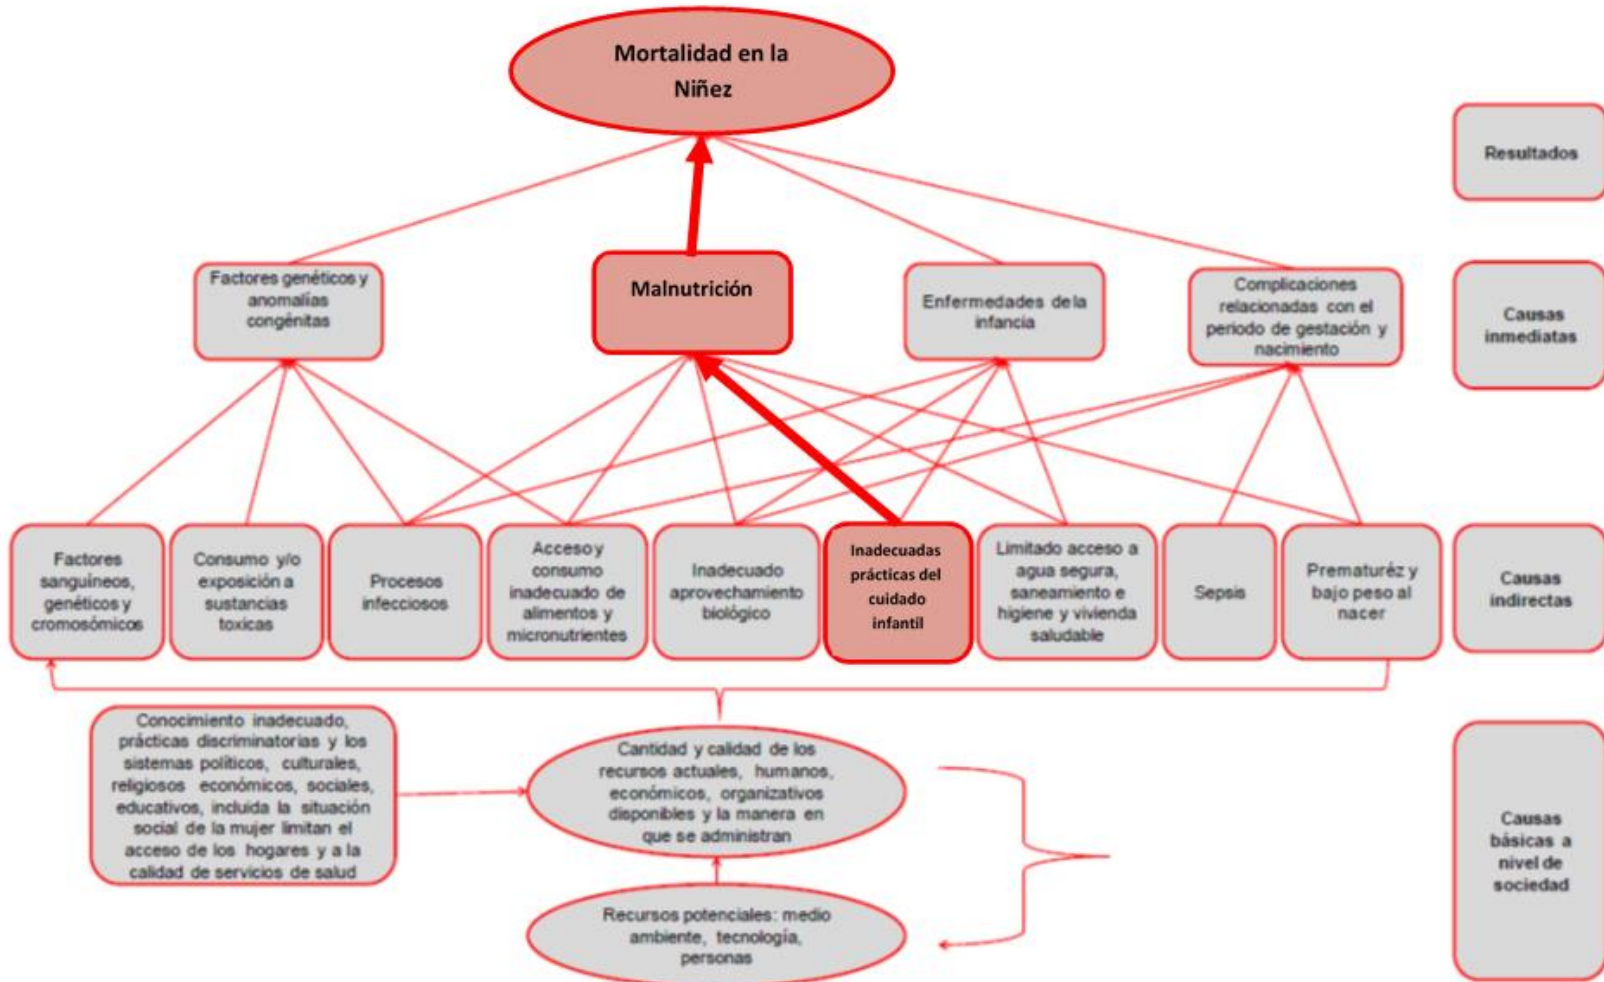 Mortalidad en la
Niñez
Resultados
Factores genéticos y
anomalías
congénitas
Malnutrición
Enfermedades de la
infancia
Complicaciones
relacionadas con el
periodo de gestación y
nacimiento
Causas
inmediatas
Factores
sanguíneos,
genéticos y
cromosómicos
Consumo y/o
exposición a
sustancias
toxicas
Procesos
infecciosos
Acceso y
consumo
inadecuado de
alimentos y
micronutrientes
Inadecuado
aprovechamiento
biológico
Inadecuadas
prácticas del
cuidado
infantil
Limitado acceso a
agua segura,
saneamiento e
higiene y vivienda
saludable
Sepsis
Prematuréz y
bajo peso al
nacer
Causas
indirectas
Conocimiento inadecuado,
prácticas discriminatorias y los
sistemas políticos, culturales,
religiosos económicos, sociales,
educativos, incluida la situación
social de la mujer limitan el
acceso de los hogares y a la
calidad de servicios de salud
Cantidad y calidad de los
recursos actuales, humanos,
económicos, organizativos
disponibles y la manera en
que se administran
Recursos potenciales: medio
ambiente, tecnología,
personas
Causas
básicas a
nivel de
sociedad